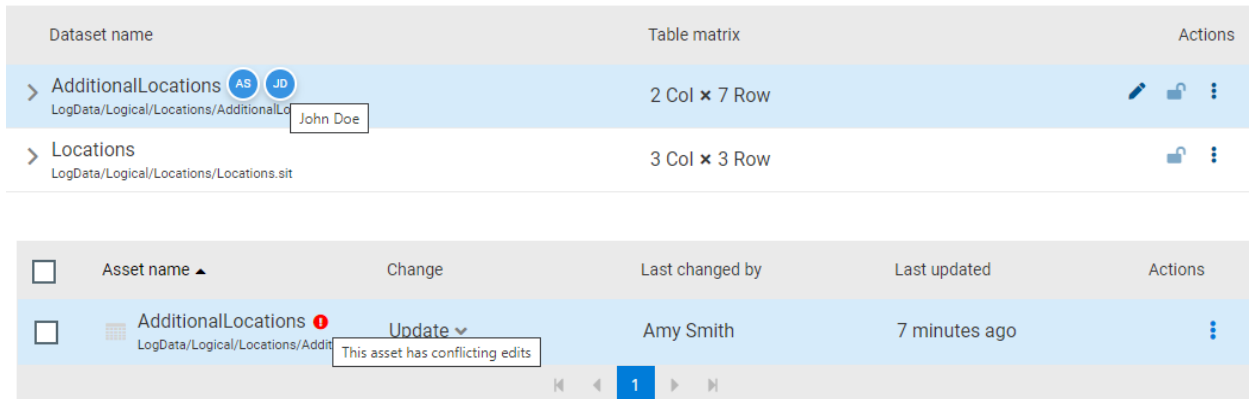 Dataset name Table matrix Actions
AdditionalLocations AS JD 2 Col × 7 Row
LogData/Logical/Locations/AdditionalLo
John Doe
Locations 3 Col × 3 Row
LogData/Logical/Locations/Locations.sit
Asset name Change Last changed by Last updated Actions
AdditionalLocations Update Amy Smith 7 minutes ago
LogData/Logical/Locations/Addit
This asset has conflicting edits
1